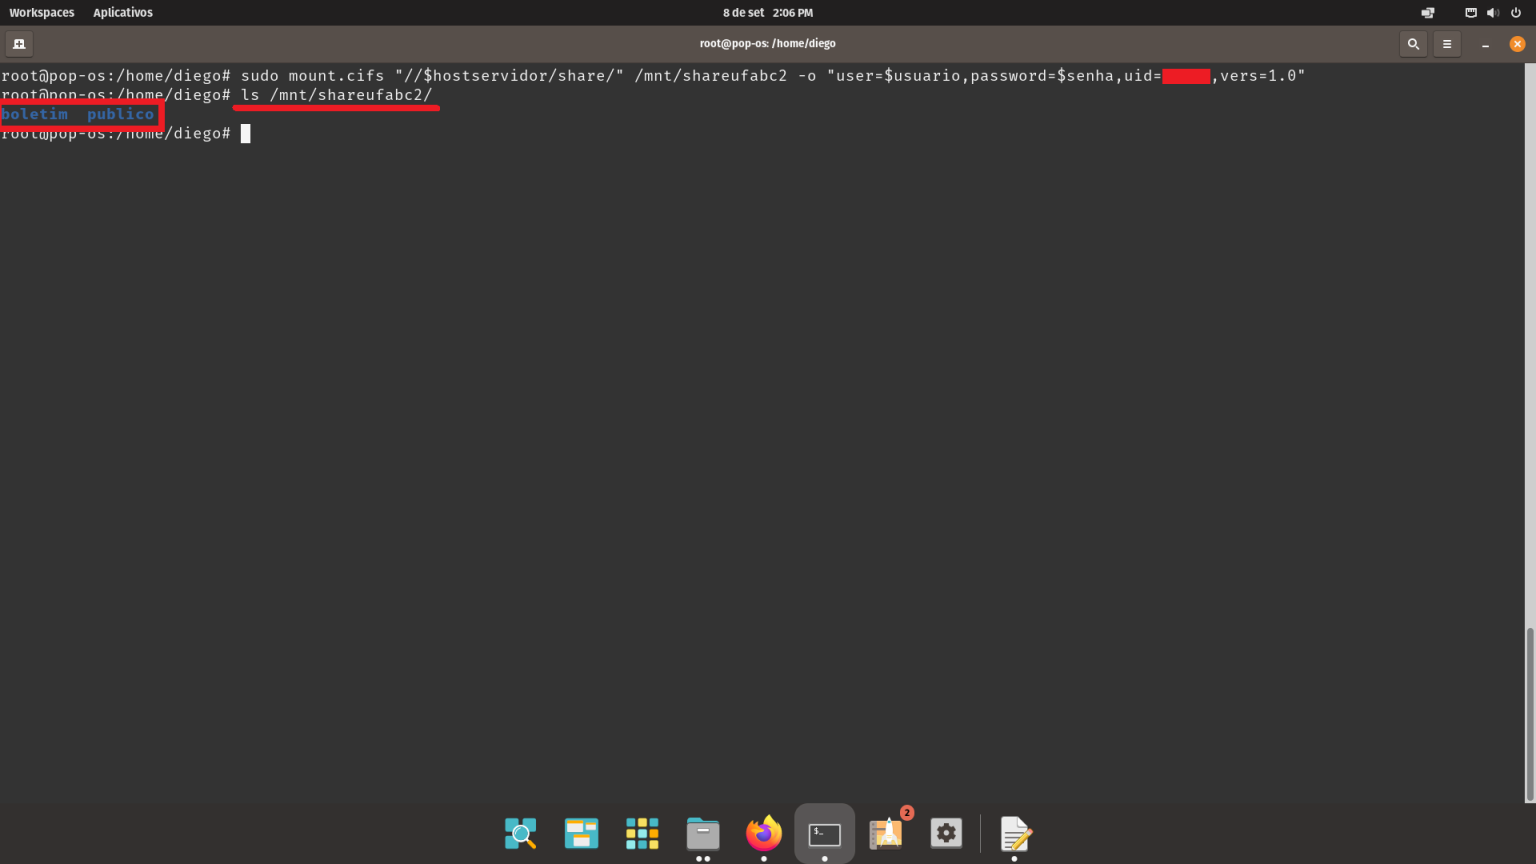 Workspaces Aplicativos 8 de set 2:06 PM
root@pop-os: /home/diego
root@pop-os:/home/diego# sudo mount.cifs "//$hostservidor/share/" /mnt/shareufabc2 -o "user=$usuario,password=$senha,uid= ,vers=1.0"
root@pop-os:/home/diego# ls /mnt/shareufabc2/
boletim publico
root@pop-os:/home/diego#
$_
2